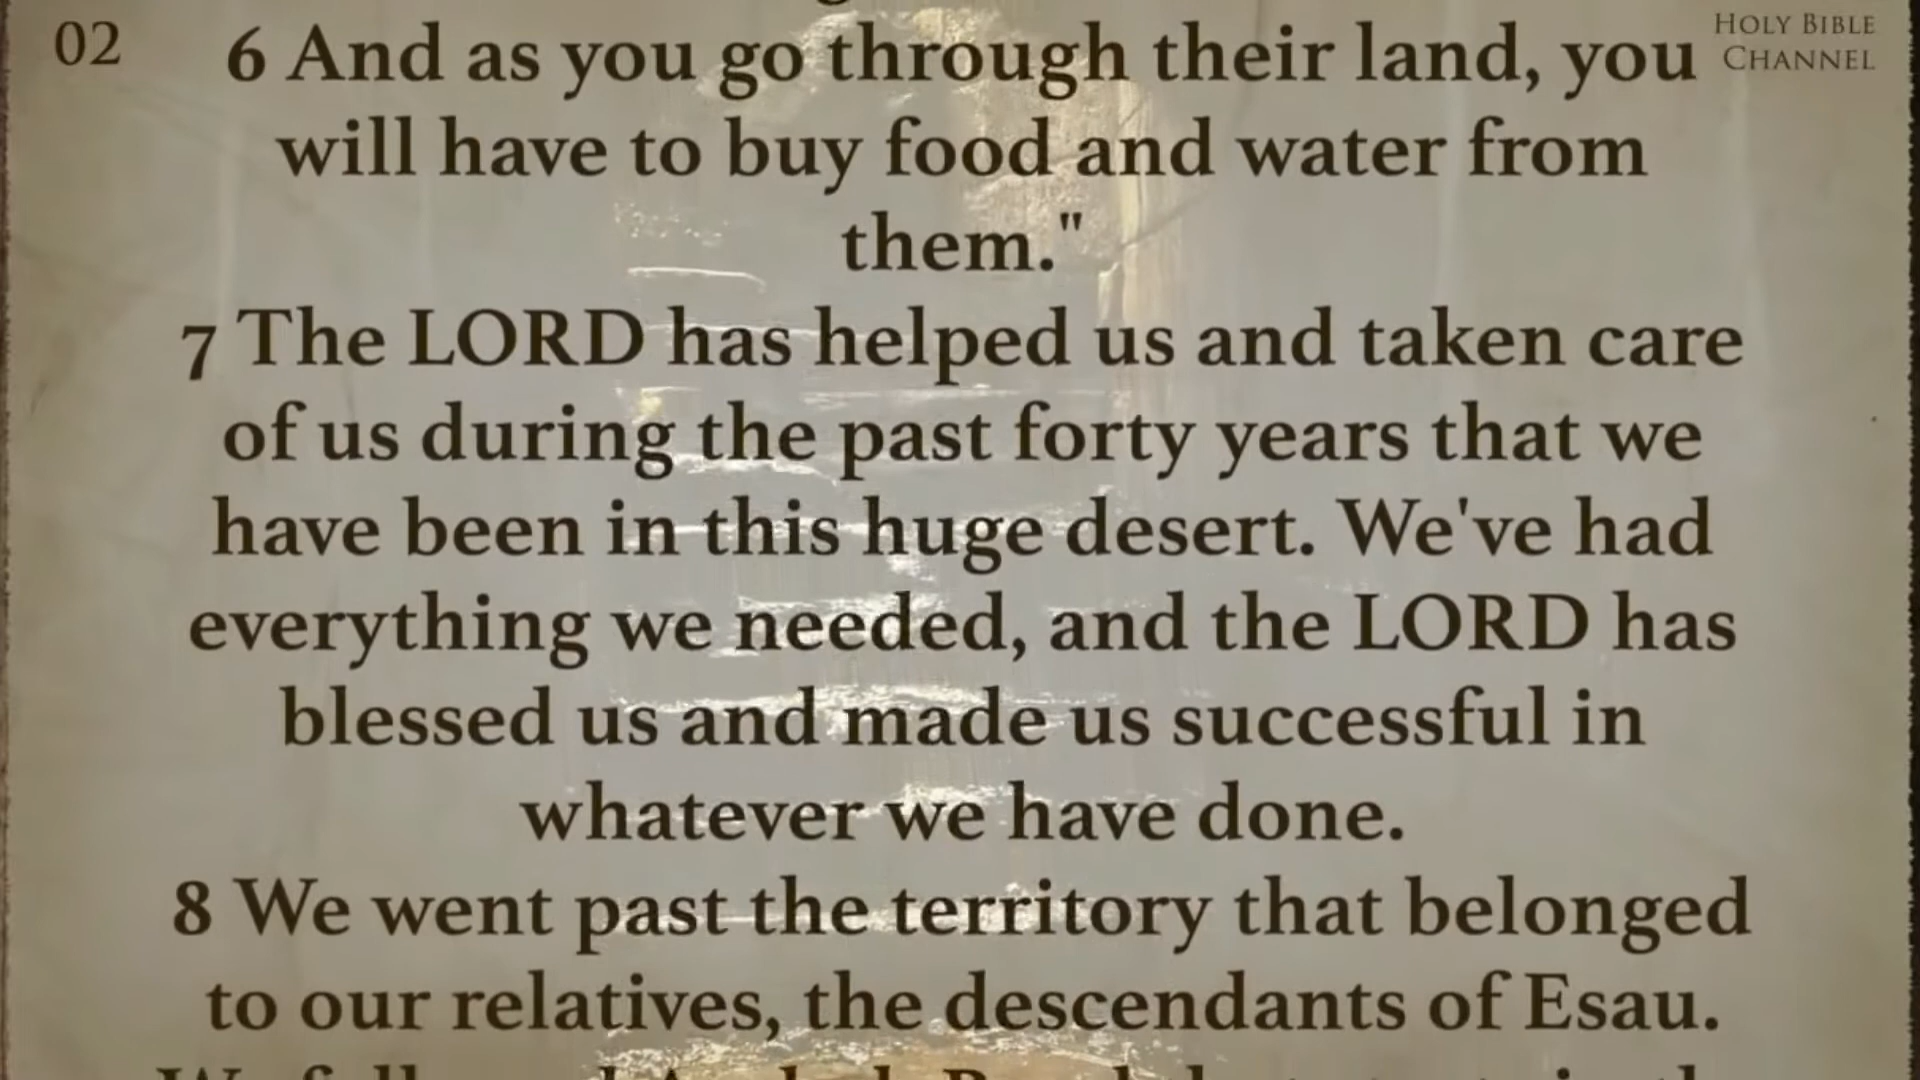 02
HOLY BIBLE
CHANNEL
6 And as you go through their land, you
will have to buy food and water from
them."
7 The LORD has helped us and taken care
of us during the past forty years that we
have been in this huge desert. We've had
everything we needed, and the LORD has
blessed us and made us successful in
whatever we have done.
8 We went past the territory that belonged
to our relatives, the descendants of Esau.